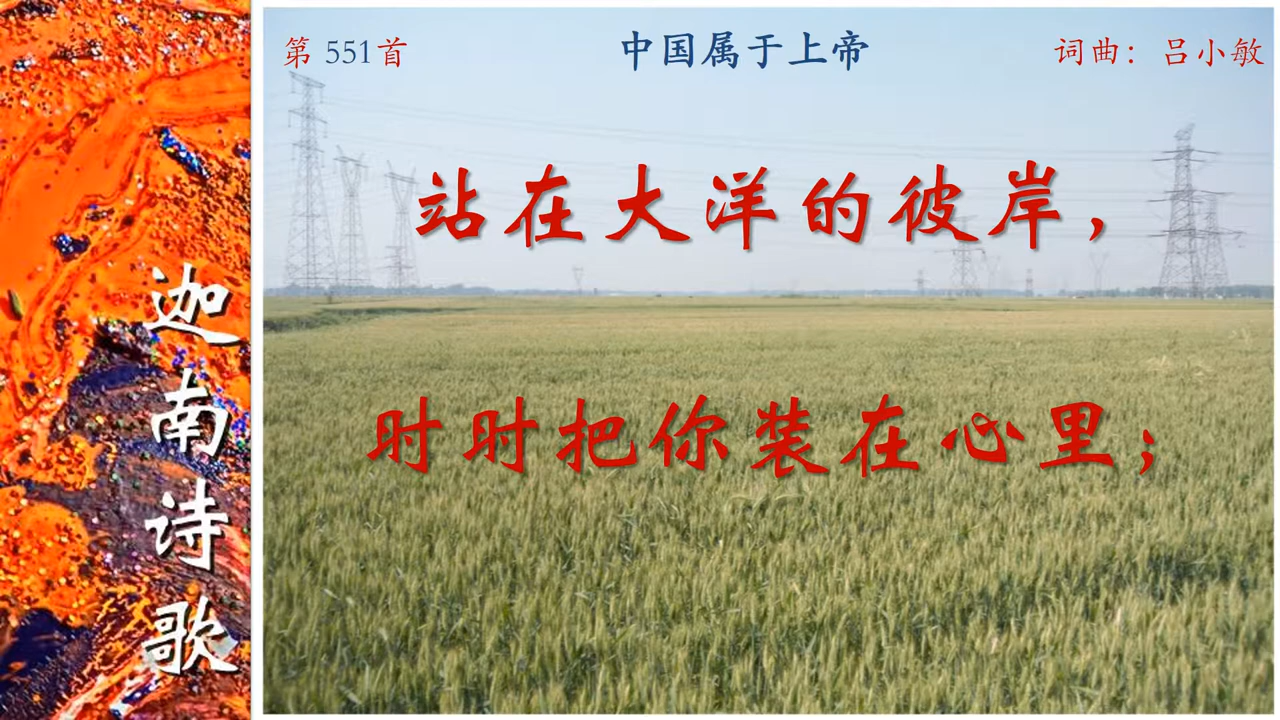 第 551首
中国属于上帝
词曲：吕小敏
站在大洋的彼岸，
时时把你装在心里；
迦南诗歌